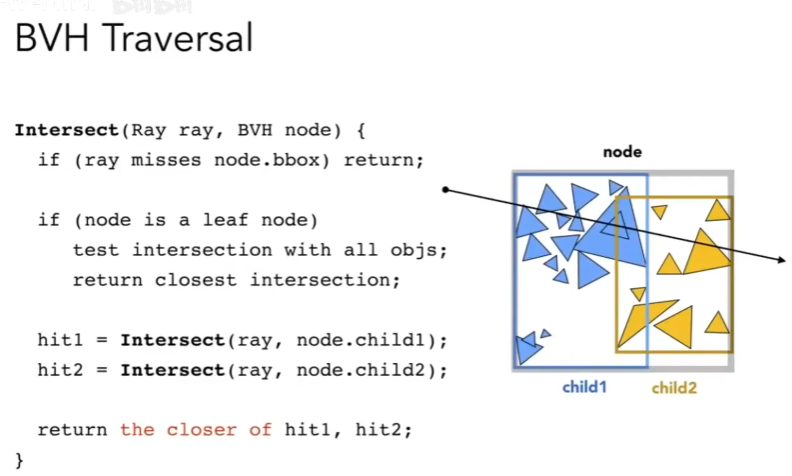 BVH Traversal
Intersect(Ray ray, BVH node) {
if (ray misses node.bbox) return;
if (node is a leaf node)
test intersection with all objs;
return closest intersection;
hit1 = Intersect(ray, node.child1);
hit2 = Intersect(ray, node.child2);
return the closer of hit1, hit2;
}
node
child1
child2